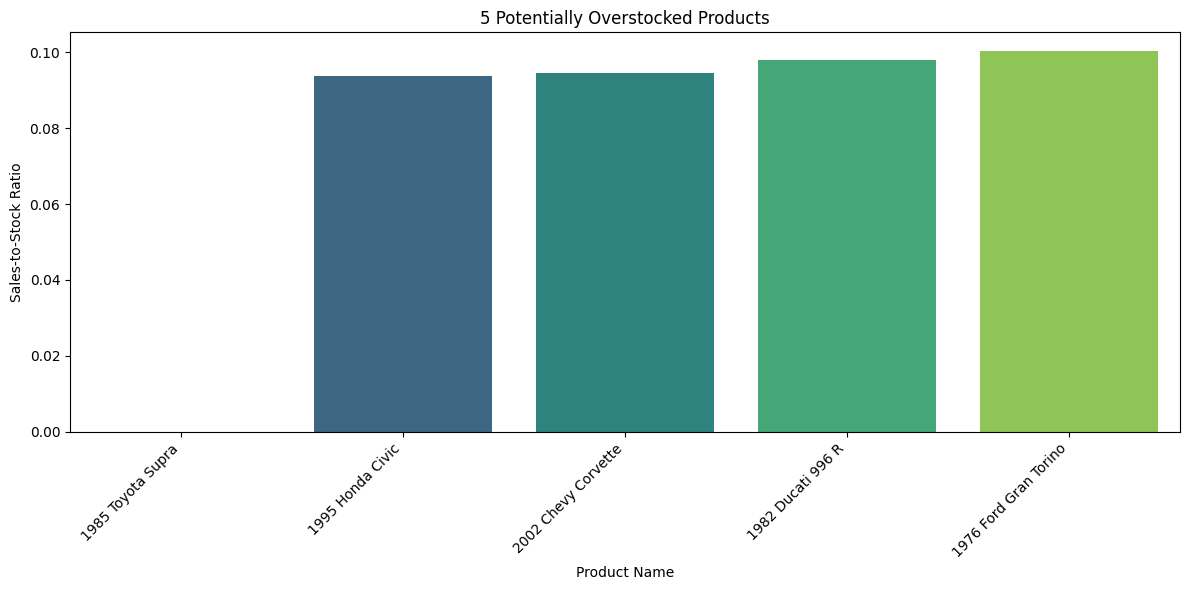 5 Potentially Overstocked Products
Sales-to-Stock Ratio
0.10
0.08
0.06
0.04
0.02
0.00
1985 Toyota Supra
1995 Honda Civic
2002 Chevy Corvette
1982 Ducati 996 R
1976 Ford Gran Torino
Product Name